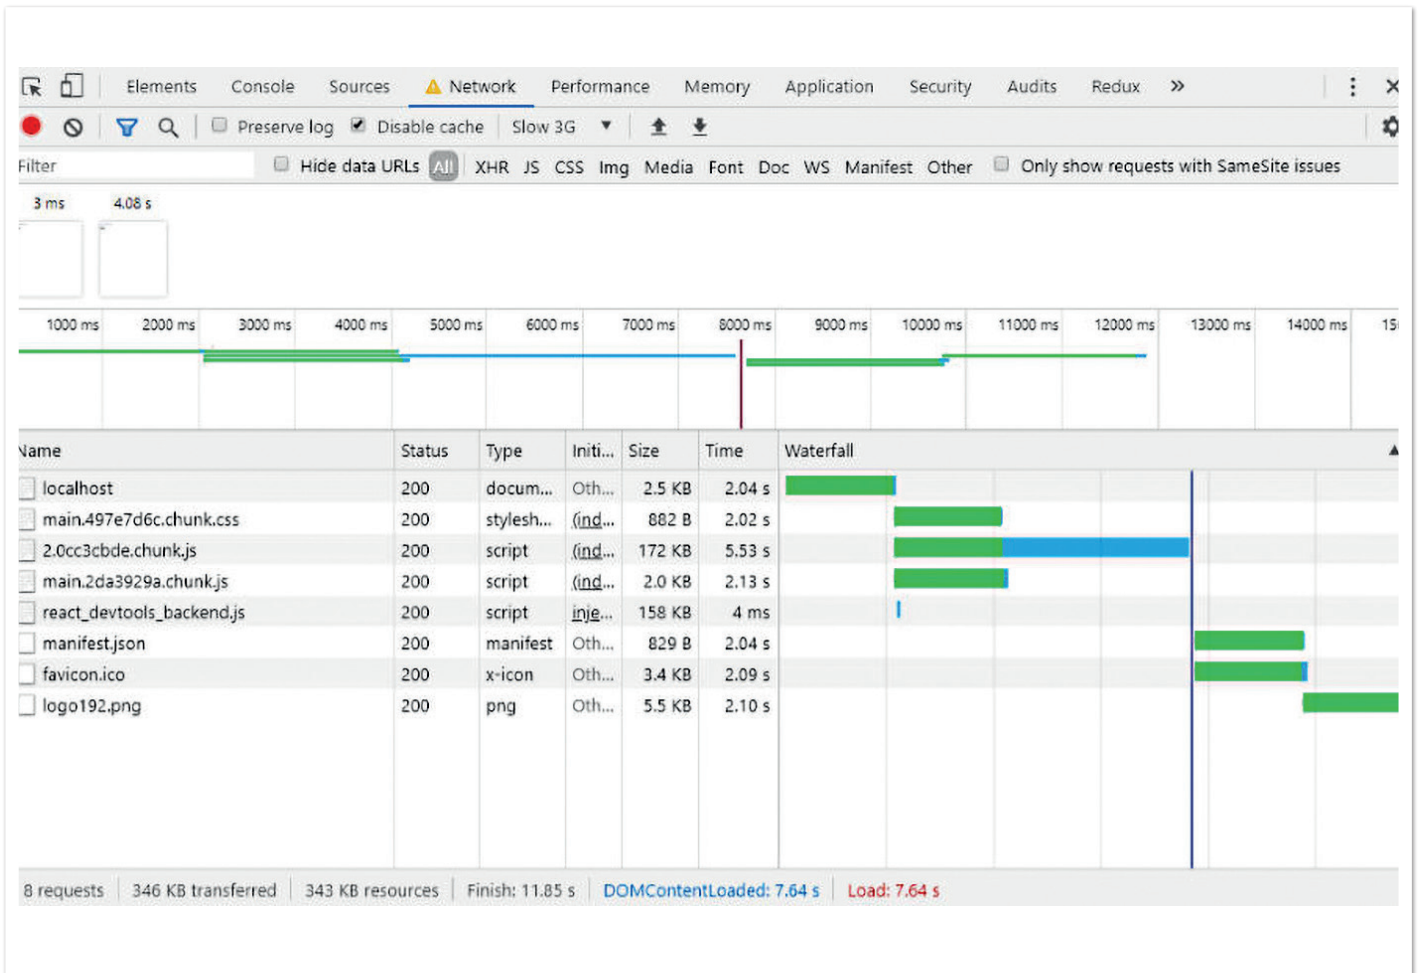 Elements Console Sources Network Performance Memory Application Security Audits Redux »
Preserve log Disable cache Slow 3G
Filter Hide data URLs All XHR JS CSS Img Media Font Doc WS Manifest Other Only show requests with SameSite issues
3 ms 4.08 s
1000 ms 2000 ms 3000 ms 4000 ms 5000 ms 6000 ms 7000 ms 8000 ms 9000 ms 10000 ms 11000 ms 12000 ms 13000 ms 14000 ms 15
Name Status Type Initi... Size Time Waterfall
localhost 200 docum... Oth... 2.5 KB 2.04 s
main.497e7d6c.chunk.css 200 stylesh... (ind... 882 B 2.02 s
2.0cc3cbde.chunk.js 200 script (ind... 172 KB 5.53 s
main.2da3929a.chunk.js 200 script (ind... 2.0 KB 2.13 s
react_devtools_backend.js 200 script inje... 158 KB 4 ms
manifest.json 200 manifest Oth... 829 B 2.04 s
favicon.ico 200 x-icon Oth... 3.4 KB 2.09 s
logo192.png 200 png Oth... 5.5 KB 2.10 s
8 requests 346 KB transferred 343 KB resources Finish: 11.85 s DOMContentLoaded: 7.64 s Load: 7.64 s